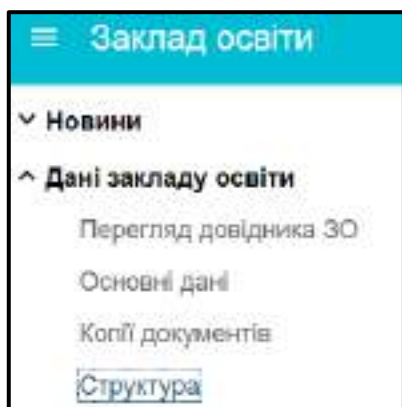 Заклад освіти
Новини
Дані закладу освіти
Перегляд довідника ЗО
Основні дані
Копії документів
Структура